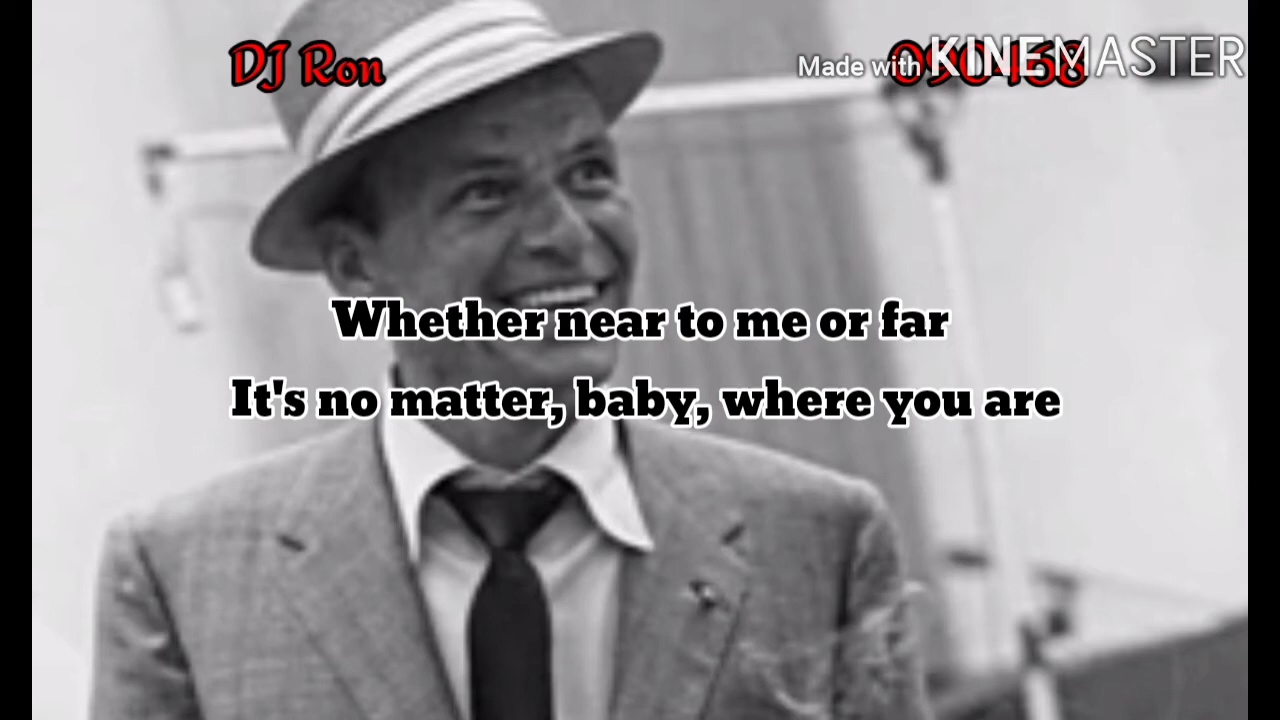 DJ Ron
Made with KINEMASTER
Whether near to me or far
It's no matter, baby, where you are